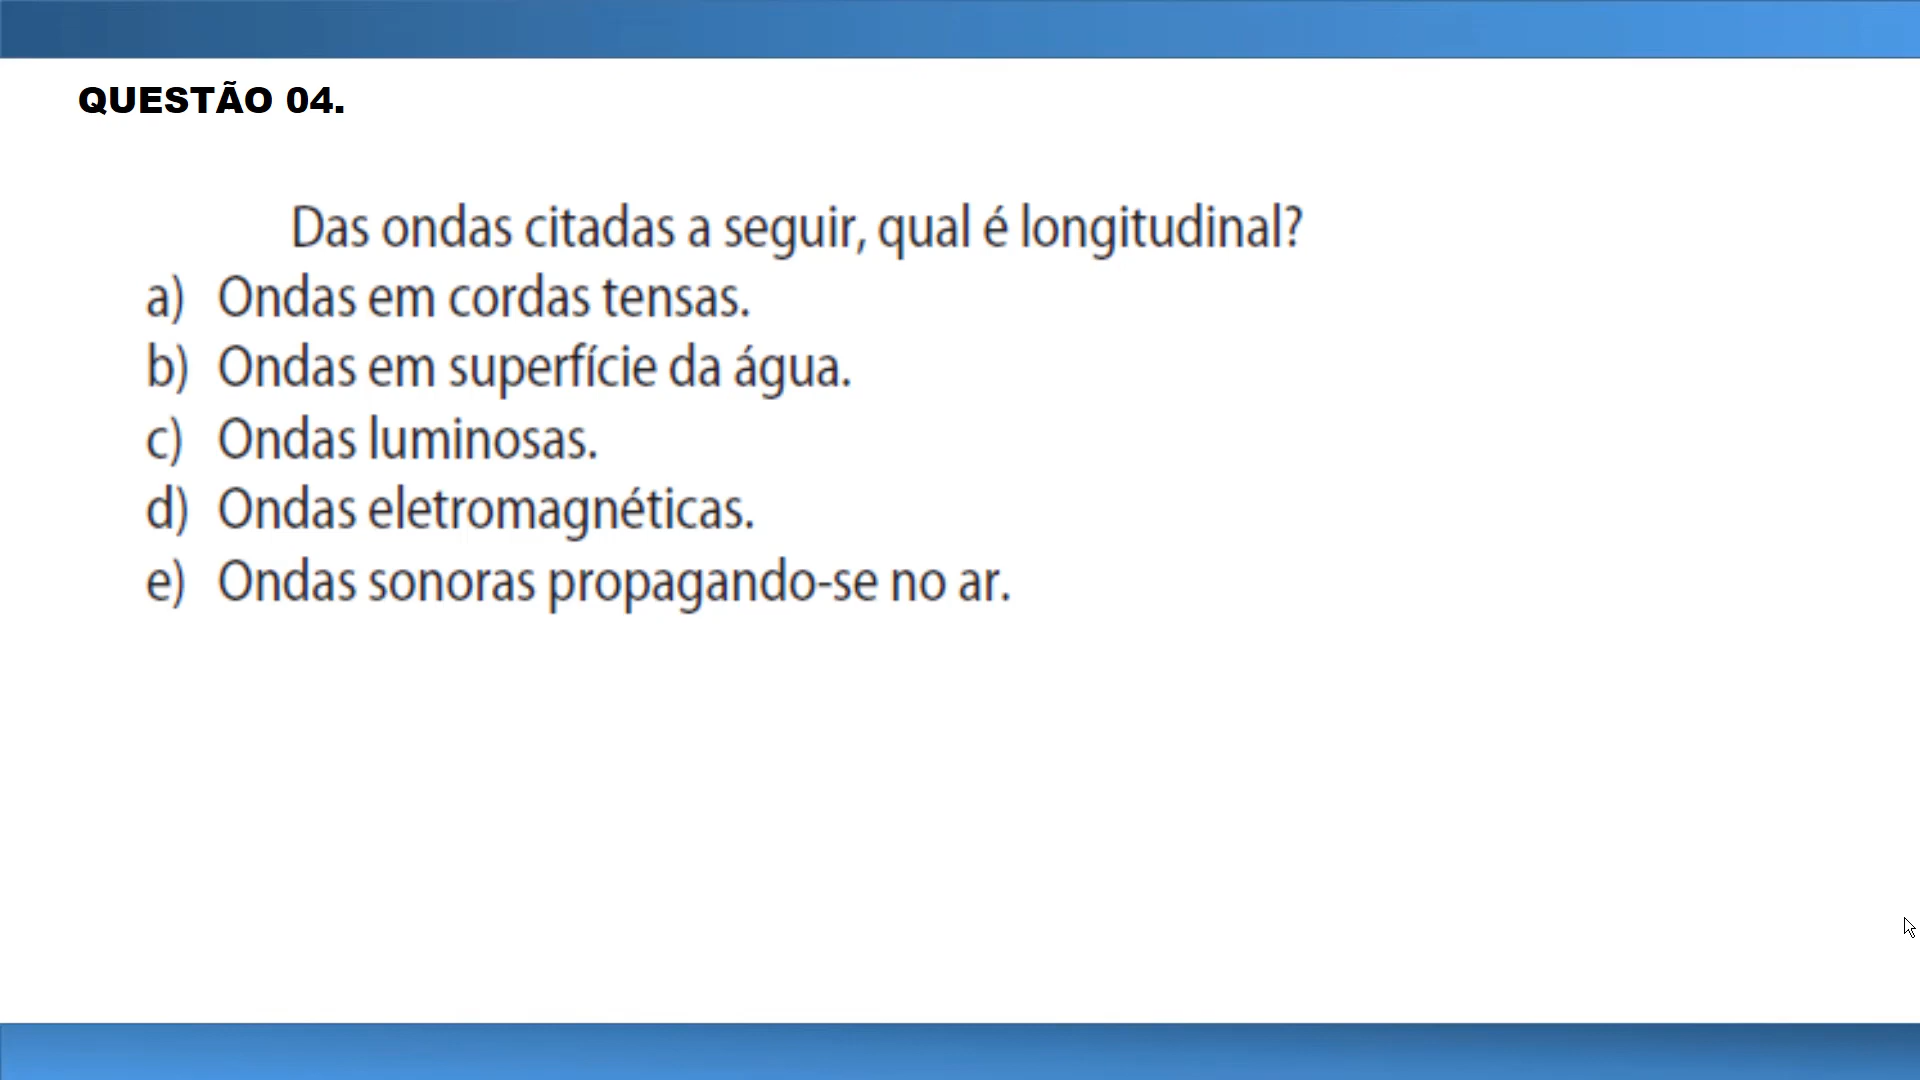 QUESTÃO 04.
Das ondas citadas a seguir, qual é longitudinal?
a) Ondas em cordas tensas.
b) Ondas em superfície da água.
c) Ondas luminosas.
d) Ondas eletromagnéticas.
e) Ondas sonoras propagando-se no ar.